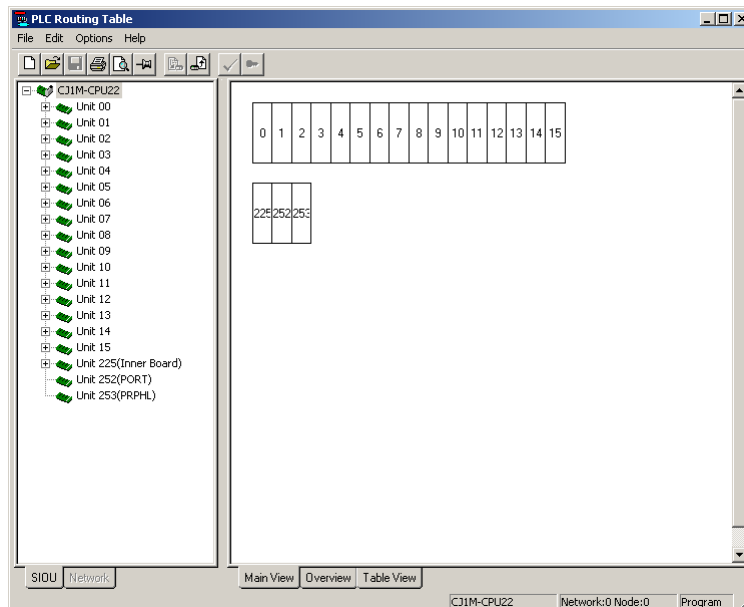 PLC Routing Table
File Edit Options Help
CJ1M-CPU22
Unit 00
Unit 01
Unit 02
Unit 03
Unit 04
Unit 05
Unit 06
Unit 07
Unit 08
Unit 09
Unit 10
Unit 11
Unit 12
Unit 13
Unit 14
Unit 15
Unit 225(Inner Board)
Unit 252(PORT)
Unit 253(PRPHL)
0 1 2 3 4 5 6 7 8 9 10 11 12 13 14 15
225 252 253
SIOU Network
Main View Overview Table View
CJ1M-CPU22 Network:0 Node:0 Program